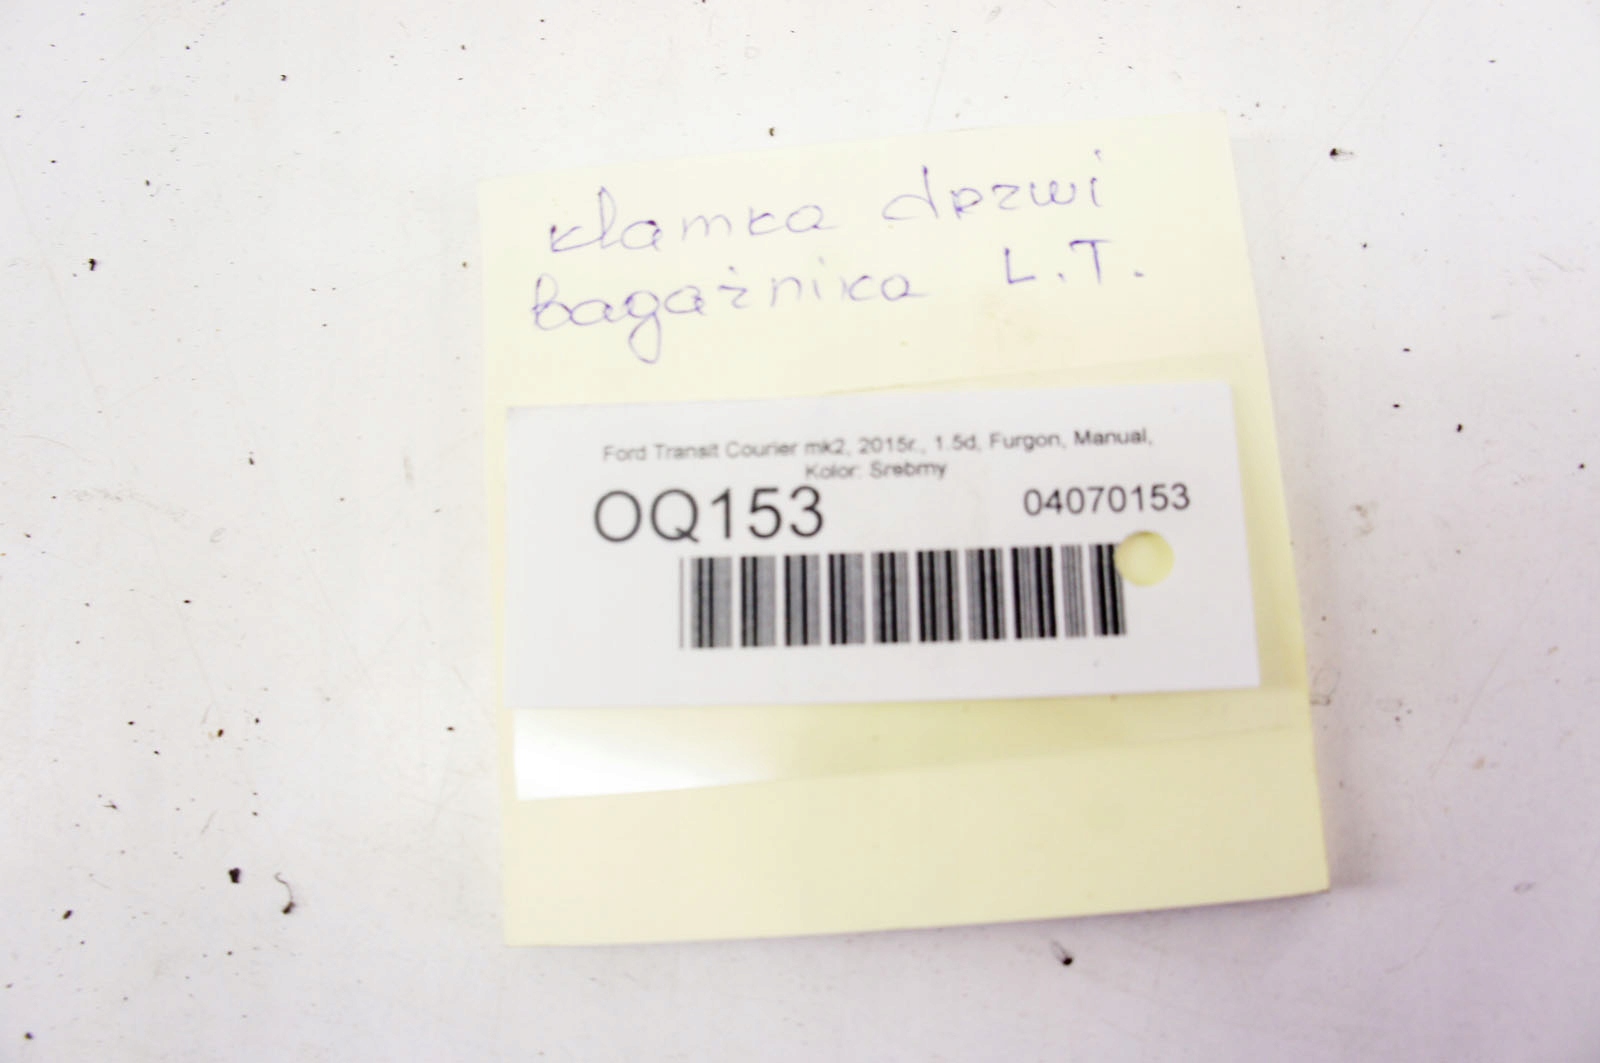 klamka drzwi
bagażnika L.T.
Ford Transit Courier mk2, 2015r., 1.5d, Furgon, Manual,
Kolor: Srebrny
OQ153 04070153